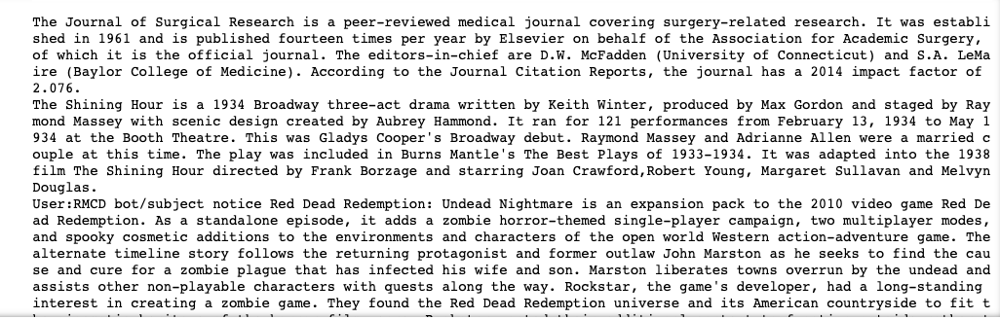 The Journal of Surgical Research is a peer-reviewed medical journal covering surgery-related research. It was establi
shed in 1961 and is published fourteen times per year by Elsevier on behalf of the Association for Academic Surgery,
of which it is the official journal. The editors-in-chief are D.W. McFadden (University of Connecticut) and S.A. LeMa
ire (Baylor College of Medicine). According to the Journal Citation Reports, the journal has a 2014 impact factor of
2.076.
The Shining Hour is a 1934 Broadway three-act drama written by Keith Winter, produced by Max Gordon and staged by Ray
mond Massey with scenic design created by Aubrey Hammond. It ran for 121 performances from February 13, 1934 to May 1
934 at the Booth Theatre. This was Gladys Cooper's Broadway debut. Raymond Massey and Adrianne Allen were a married c
ouple at this time. The play was included in Burns Mantle's The Best Plays of 1933-1934. It was adapted into the 1938
film The Shining Hour directed by Frank Borzage and starring Joan Crawford,Robert Young, Margaret Sullavan and Melvyn
Douglas.
User:RMCD bot/subject notice Red Dead Redemption: Undead Nightmare is an expansion pack to the 2010 video game Red De
ad Redemption. As a standalone episode, it adds a zombie horror-themed single-player campaign, two multiplayer modes,
and spooky cosmetic additions to the environments and characters of the open world Western action-adventure game. The
alternate timeline story follows the returning protagonist and former outlaw John Marston as he seeks to find the cau
se and cure for a zombie plague that has infected his wife and son. Marston liberates towns overrun by the undead and
assists other non-playable characters with quests along the way. Rockstar, the game's developer, had a long-standing
interest in creating a zombie game. They found the Red Dead Redemption universe and its American countryside to fit t